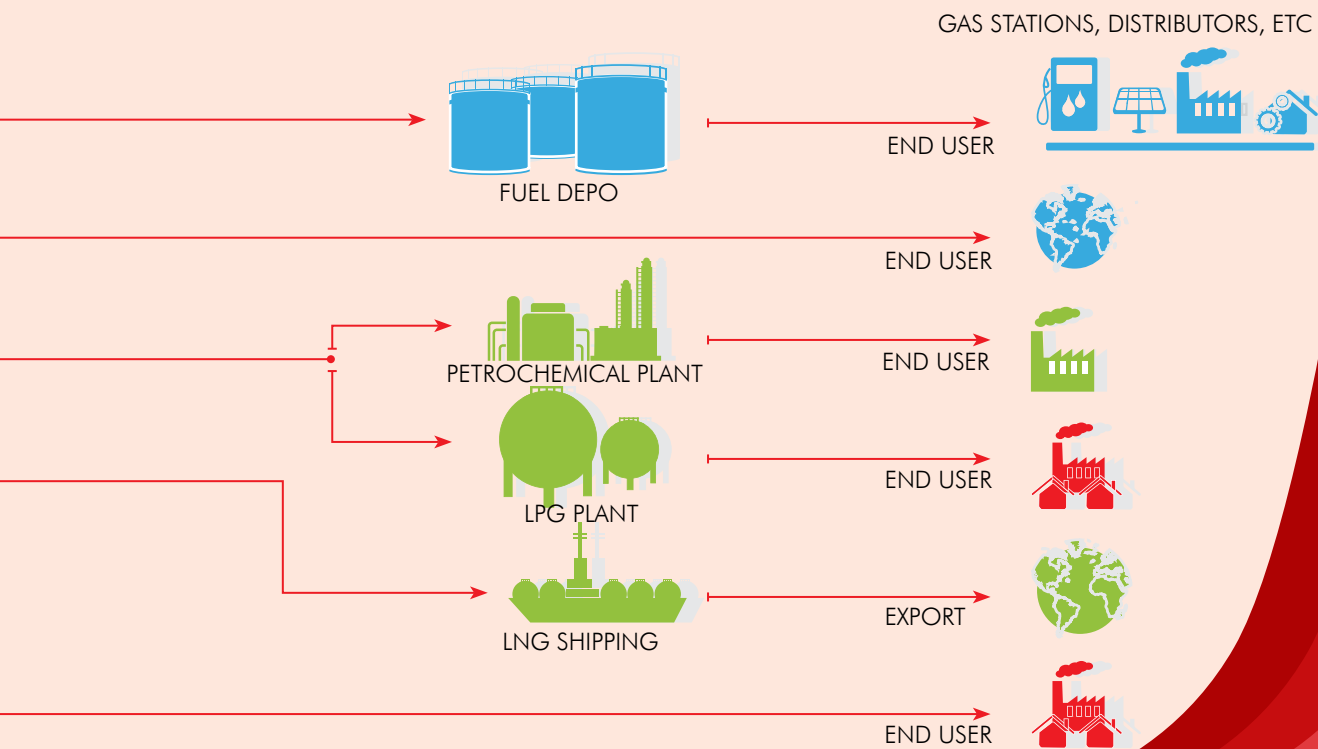 GAS STATIONS, DISTRIBUTORS, ETC
END USER
FUEL DEPO
END USER
PETROCHEMICAL PLANT
END USER
LPG PLANT
END USER
LNG SHIPPING
EXPORT
END USER